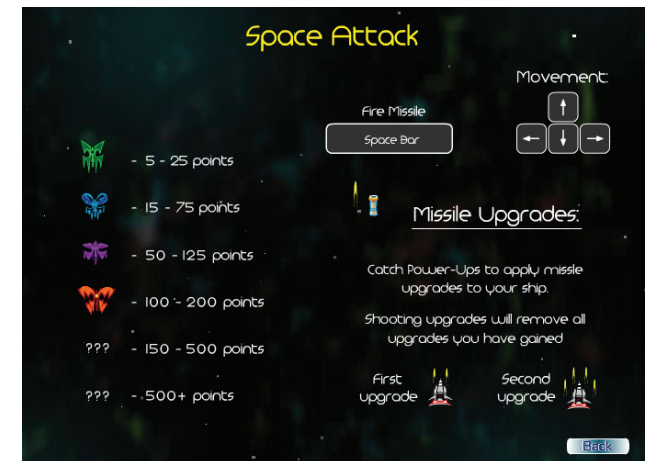 Space Attack
Movement:
Fire Missile
Space Bar
- 5 - 25 points
- 15 - 75 points
- 50 - 125 points
- 100 - 200 points
??? - 150 - 500 points
??? - 500+ points
Missile Upgrades:
Catch Power-Ups to apply missle
upgrades to your ship.
Shooting upgrades will remove all
upgrades you have gained
First
upgrade
Second
upgrade
Back